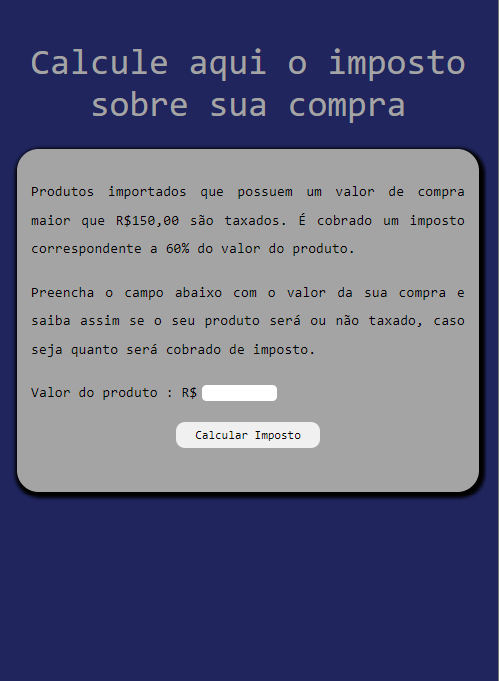 Calcule aqui o imposto
sobre sua compra
Produtos importados que possuem um valor de compra
maior que R$150,00 são taxados. É cobrado um imposto
correspondente a 60% do valor do produto.
Preencha o campo abaixo com o valor da sua compra e
saiba assim se o seu produto será ou não taxado, caso
seja quanto será cobrado de imposto.
Valor do produto : R$
Calcular Imposto